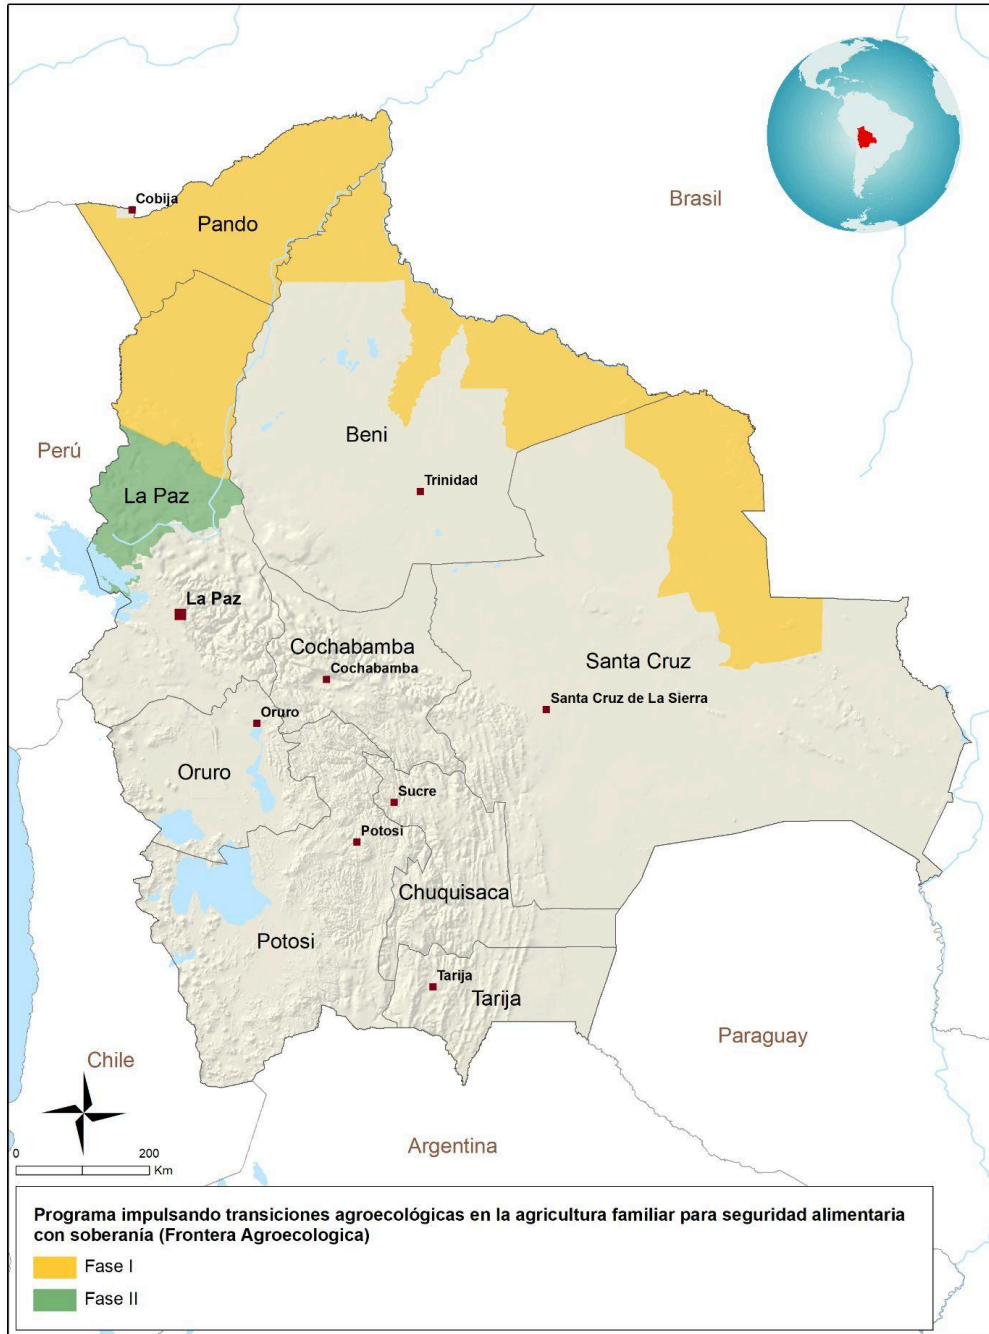 Brasil
Cobija
Pando
Perú
Beni
Trinidad
La Paz
La Paz
Cochabamba
Cochabamba
Santa Cruz
Santa Cruz de La Sierra
Oruro
Oruro
Sucre
Potosi
Chuquisaca
Potosi
Tarija
Tarija
Paraguay
Chile
Argentina
0 200
Km
Programa impulsando transiciones agroecológicas en la agricultura familiar para seguridad alimentaria
con soberanía (Frontera Agroecologica)
Fase I
Fase II